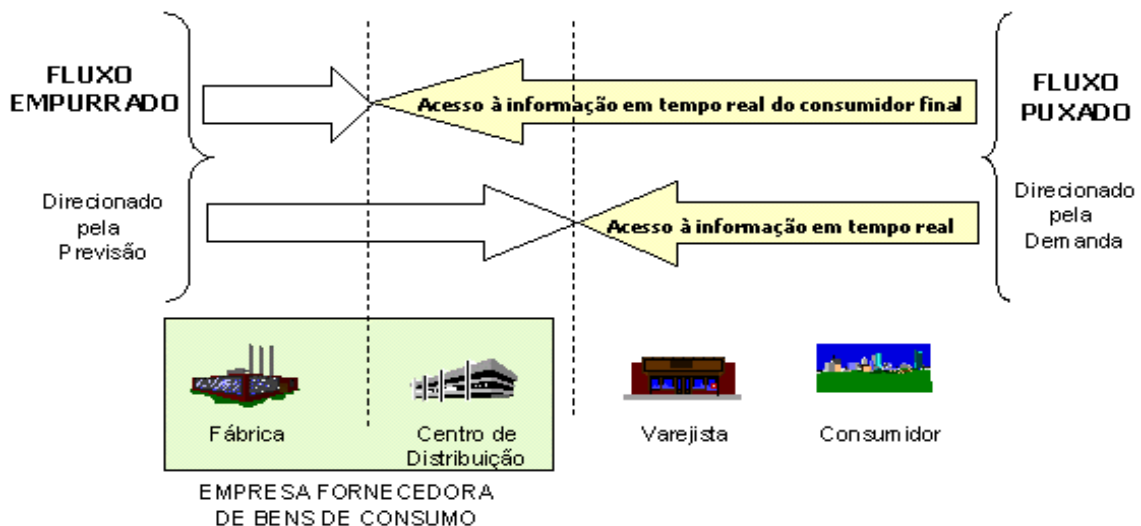 FLUXO
EMPURRADO
Acesso à informação em tempo real do consumidor final
FLUXO
PUXADO
Direcionado
pela
Previsão
Acesso à informação em tempo real
Direcionado
pela
Demanda
Fábrica
Centro de
Distribuição
Varejista
Consumidor
EMPRESA FORNECEDORA
DE BENS DE CONSUMO